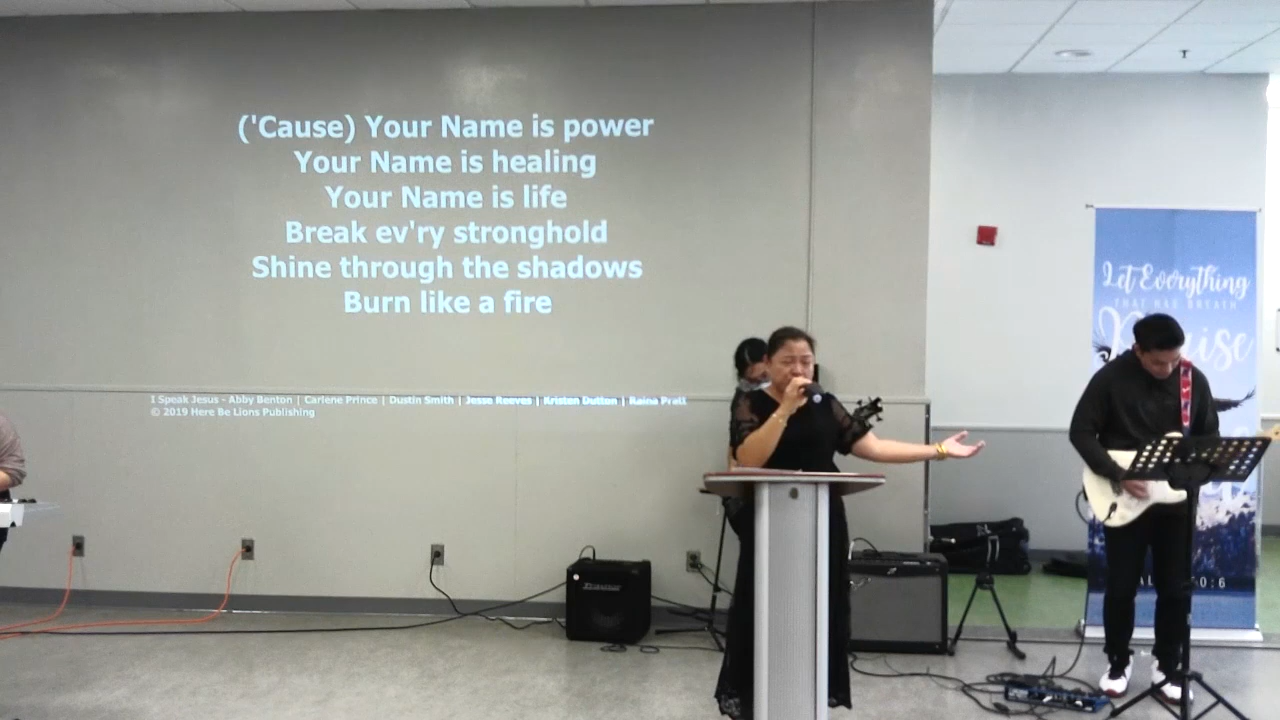 ('Cause) Your Name is power
Your Name is healing
Your Name is life
Break ev'ry stronghold
Shine through the shadows
Burn like a fire
I Speak Jesus - Abby Benton | Carlene Prince | Dustin Smith | Jesse Reeves | Kristen Dutton | Raina Pratt
© 2019 Here Be Lions Publishing
Let Everything
THAT HAS BREATH
Praise